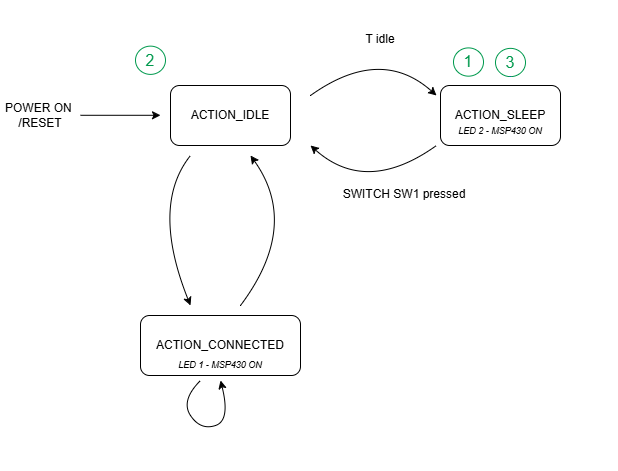 T idle
2
1
3
POWER ON
/RESET
ACTION_IDLE
ACTION_SLEEP
LED 2 - MSP430 ON
SWITCH SW1 pressed
ACTION_CONNECTED
LED 1 - MSP430 ON